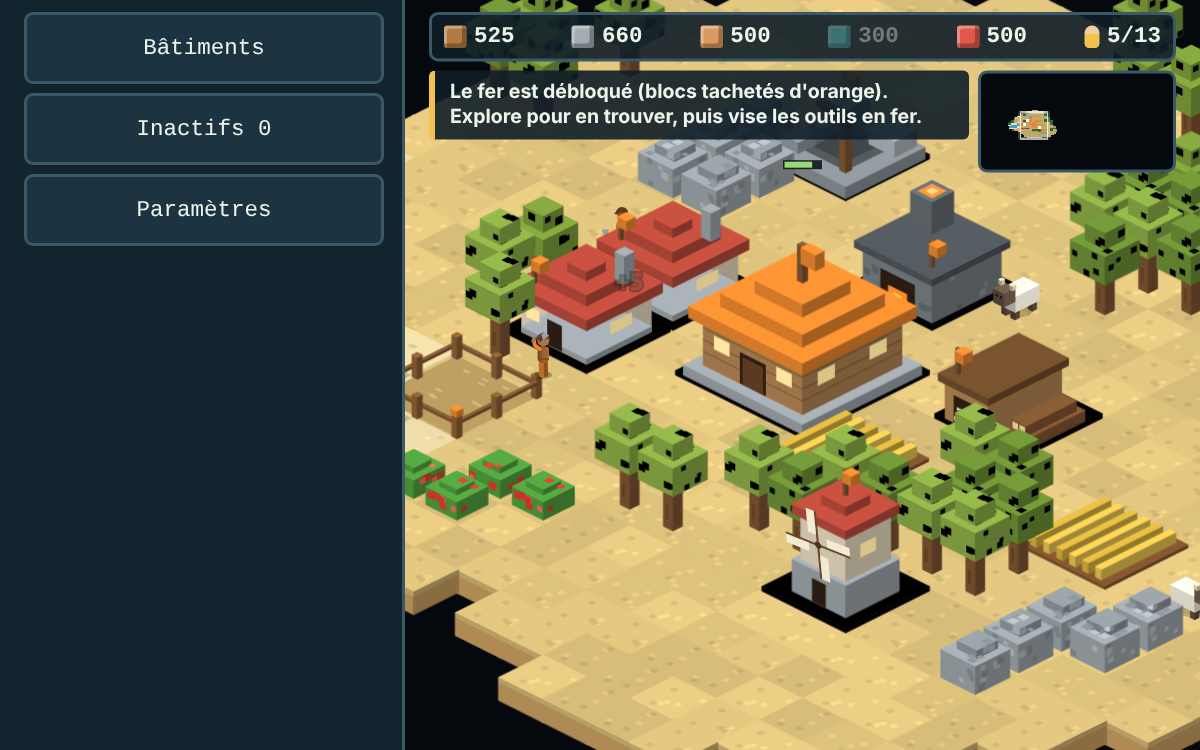 Bâtiments
Inactifs 0
Paramètres
525 660 500 300 500 5/13
Le fer est débloqué (blocs tachetés d'orange).
Explore pour en trouver, puis vise les outils en fer.
+5